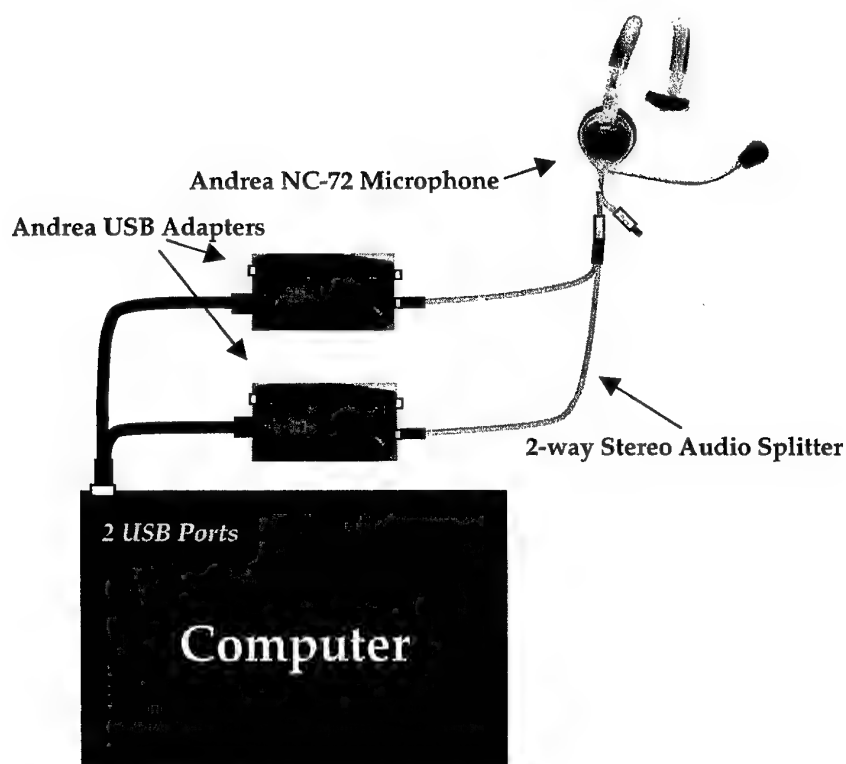 Andrea NC-72 Microphone
Andrea USB Adapters
2-way Stereo Audio Splitter
2 USB Ports
Computer